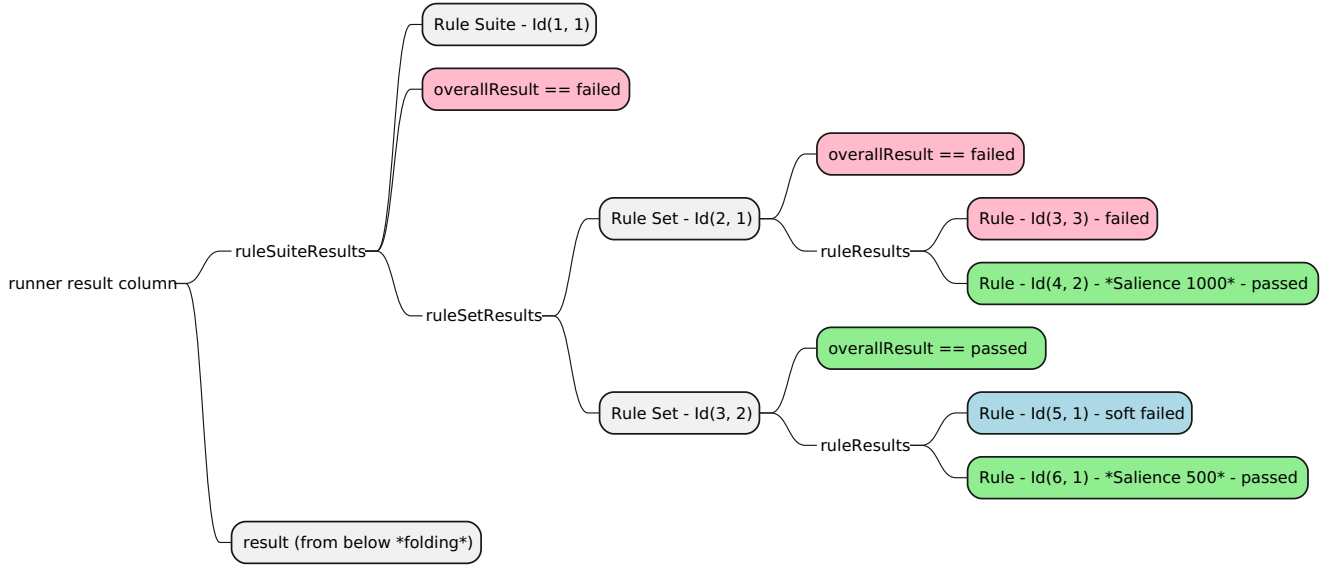 Rule Suite - Id(1, 1)
overallResult == failed
overallResult == failed
Rule Set - Id(2, 1)
Rule - Id(3, 3) - failed
ruleSuiteResults
ruleResults
runner result column
Rule - Id(4, 2) - *Salience 1000* - passed
ruleSetResults
overallResult == passed
Rule Set - Id(3, 2)
Rule - Id(5, 1) - soft failed
ruleResults
Rule - Id(6, 1) - *Salience 500* - passed
result (from below *folding*)